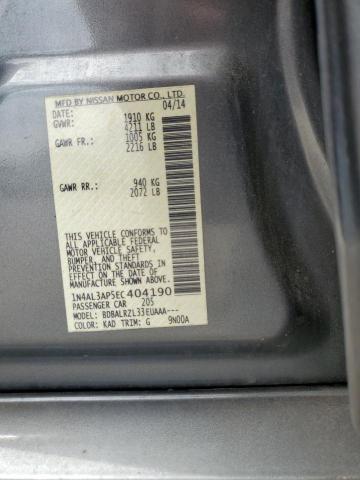 MFD BY NISSAN MOTOR CO., LTD.
DATE: 04/14
GVWR: 1910 KG
4211 LB
GAWR FR.: 1005 KG
2216 LB
GAWR RR.: 940 KG
2072 LB
THIS VEHICLE CONFORMS TO
ALL APPLICABLE FEDERAL
MOTOR VEHICLE SAFETY,
BUMPER, AND THEFT
PREVENTION STANDARDS
IN EFFECT ON THE DATE OF
MANUFACTURE SHOWN ABOVE.
1N4AL3AP5EC404190
PASSENGER CAR 205
MODEL: BDBALRZL33EUAAA---
COLOR: KAD TRIM: G 9N00A